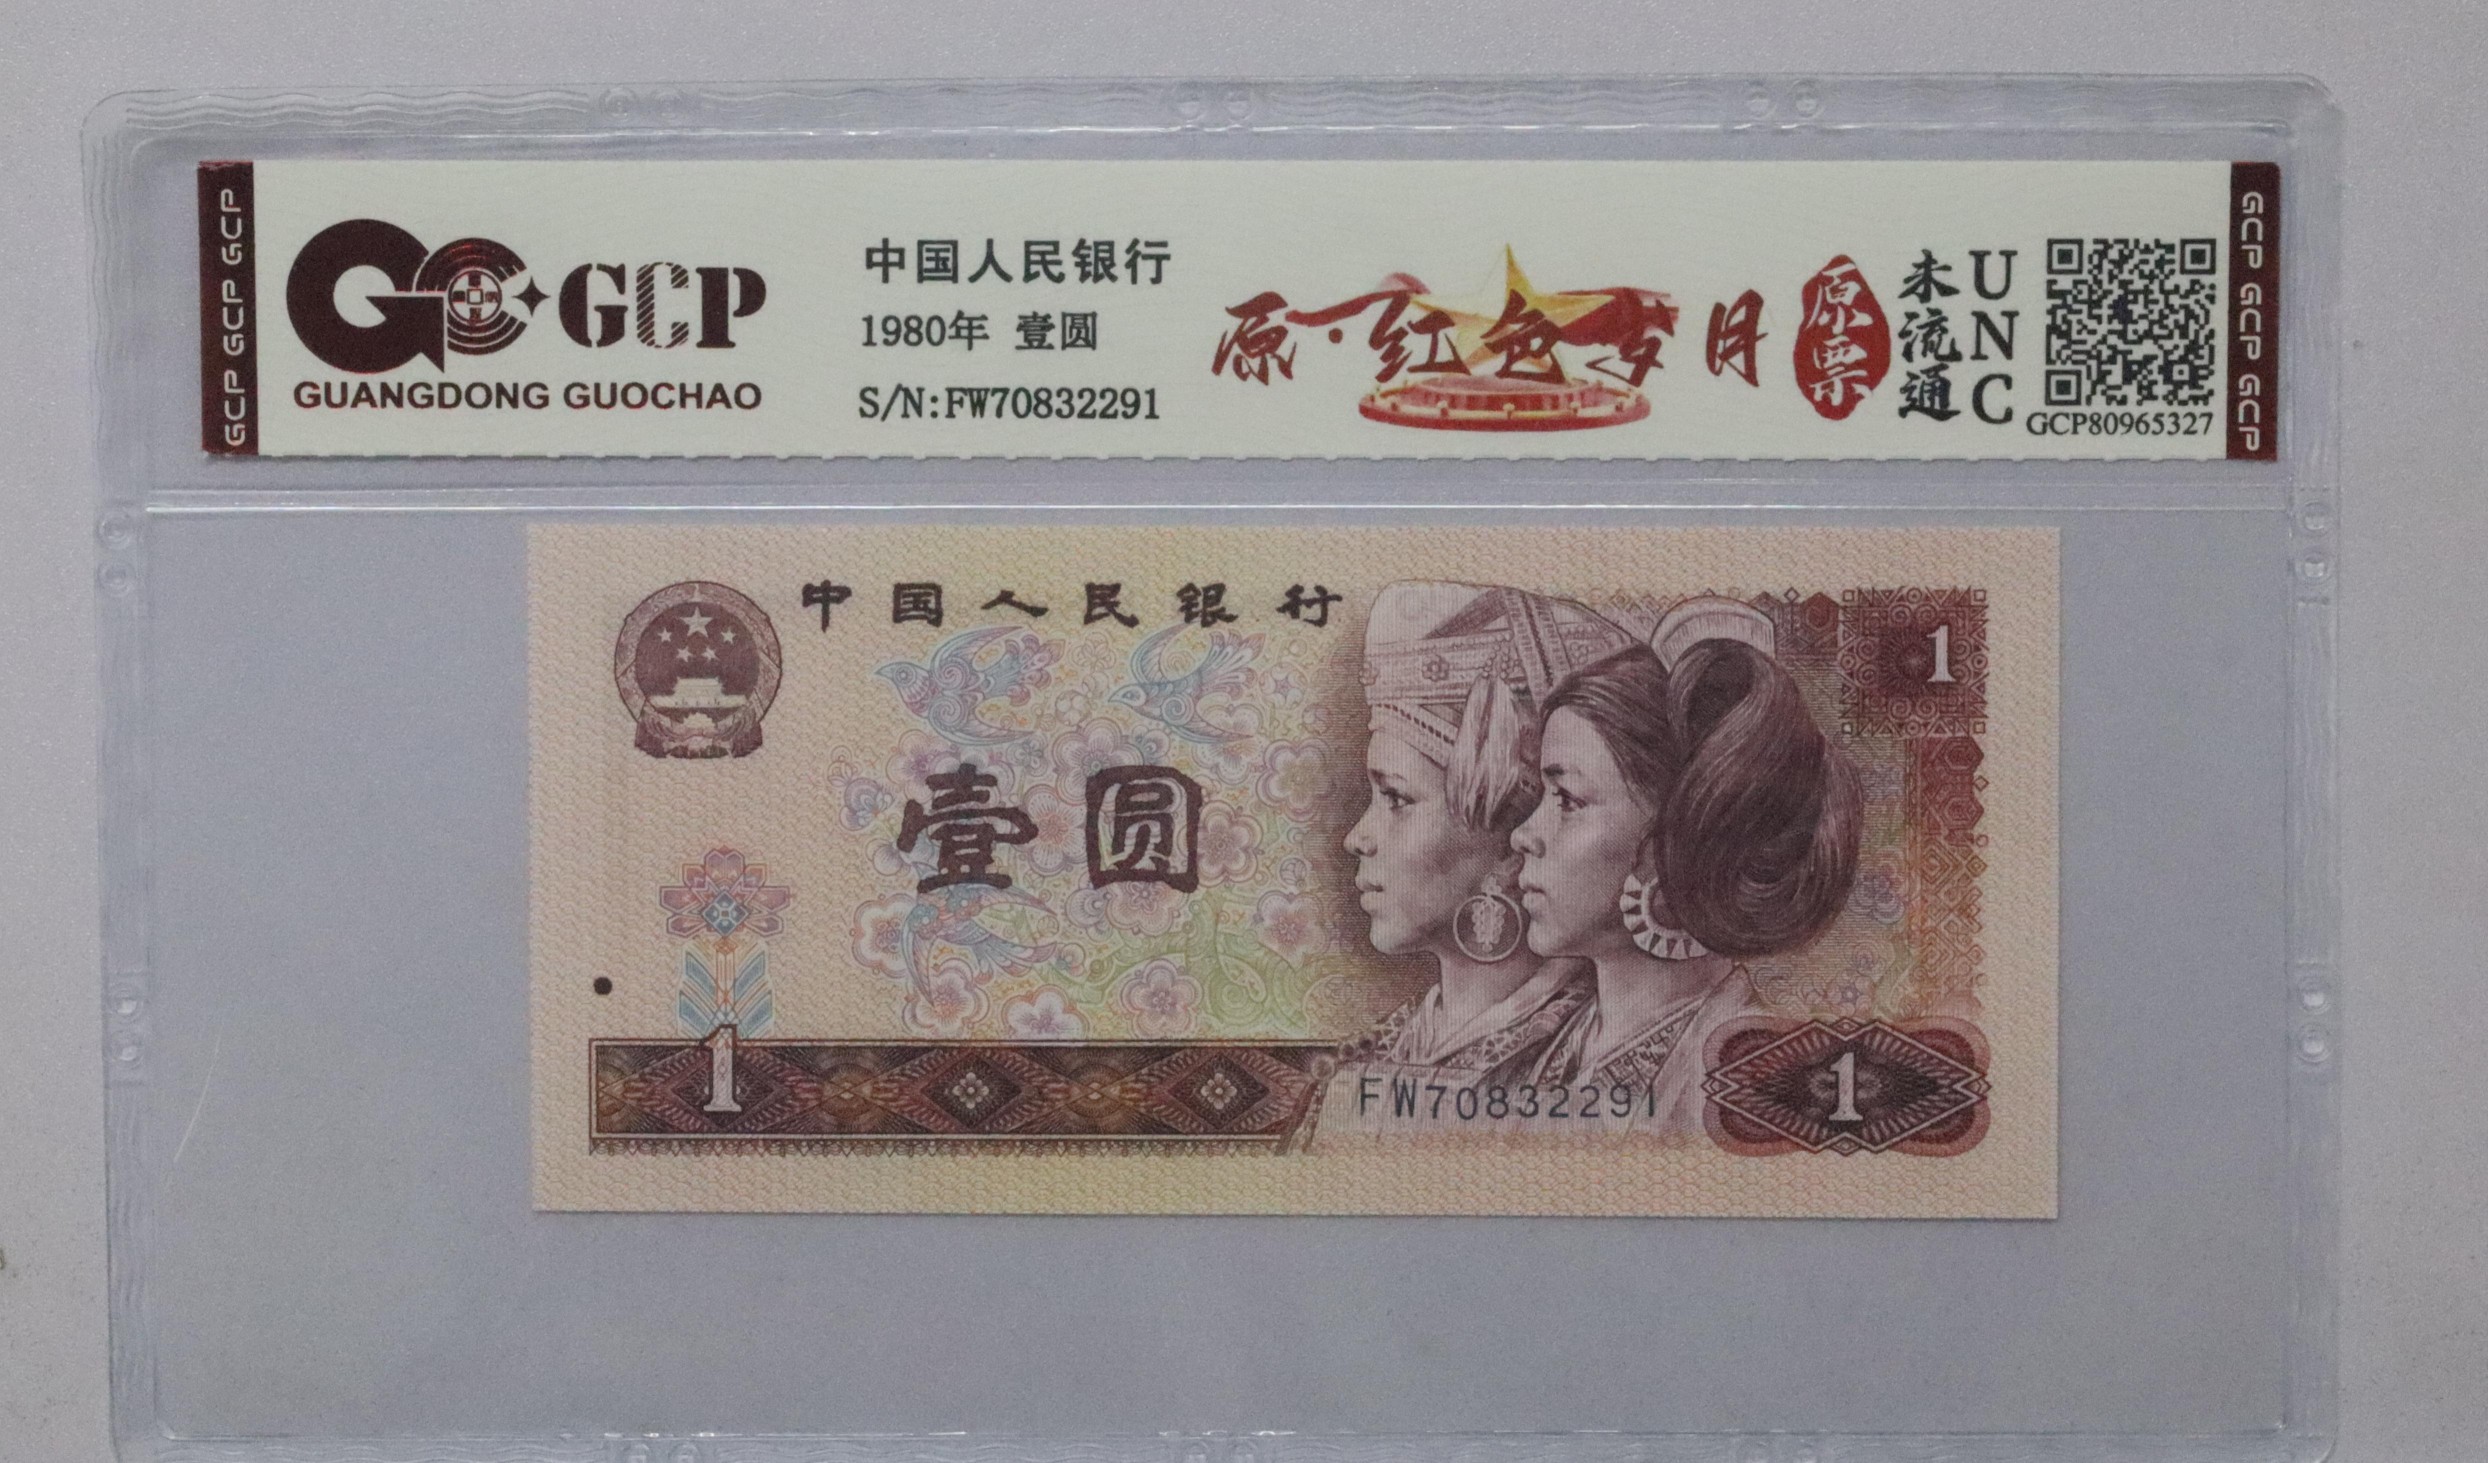 GCP GCP GCP
GCP
GUANGDONG GUOCHAO
中国人民银行
1980年 壹圆
S/N:FW70832291
原·红色岁月
原票
未流通
UNC
GCP80965327
GCP GCP GCP
中国人民银行
1
壹圆
1
FW70832291
1